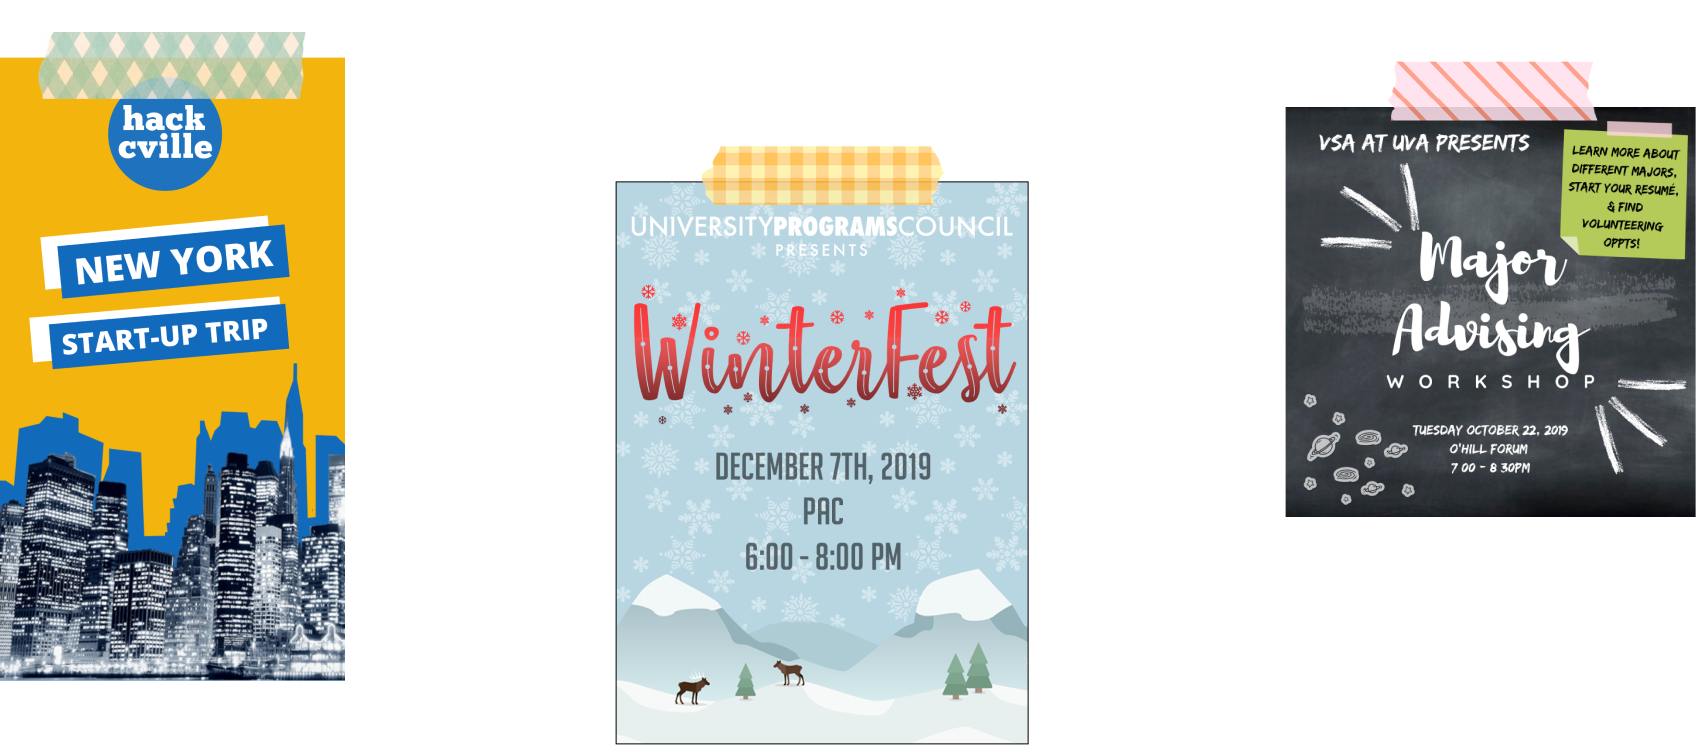 hack
cville
NEW YORK
START-UP TRIP
UNIVERSITYPROGRAMSCOUNCIL
PRESENTS
WinterFest
DECEMBER 7TH, 2019
PAC
6:00 - 8:00 PM
VSA AT UVA PRESENTS
LEARN MORE ABOUT
DIFFERENT MAJORS,
START YOUR RESUMÉ,
& FIND
VOLUNTEERING
OPPTS!
Major
Advising
WORKSHOP
TUESDAY OCTOBER 22, 2019
O'HILL FORUM
7 00 - 8 30PM